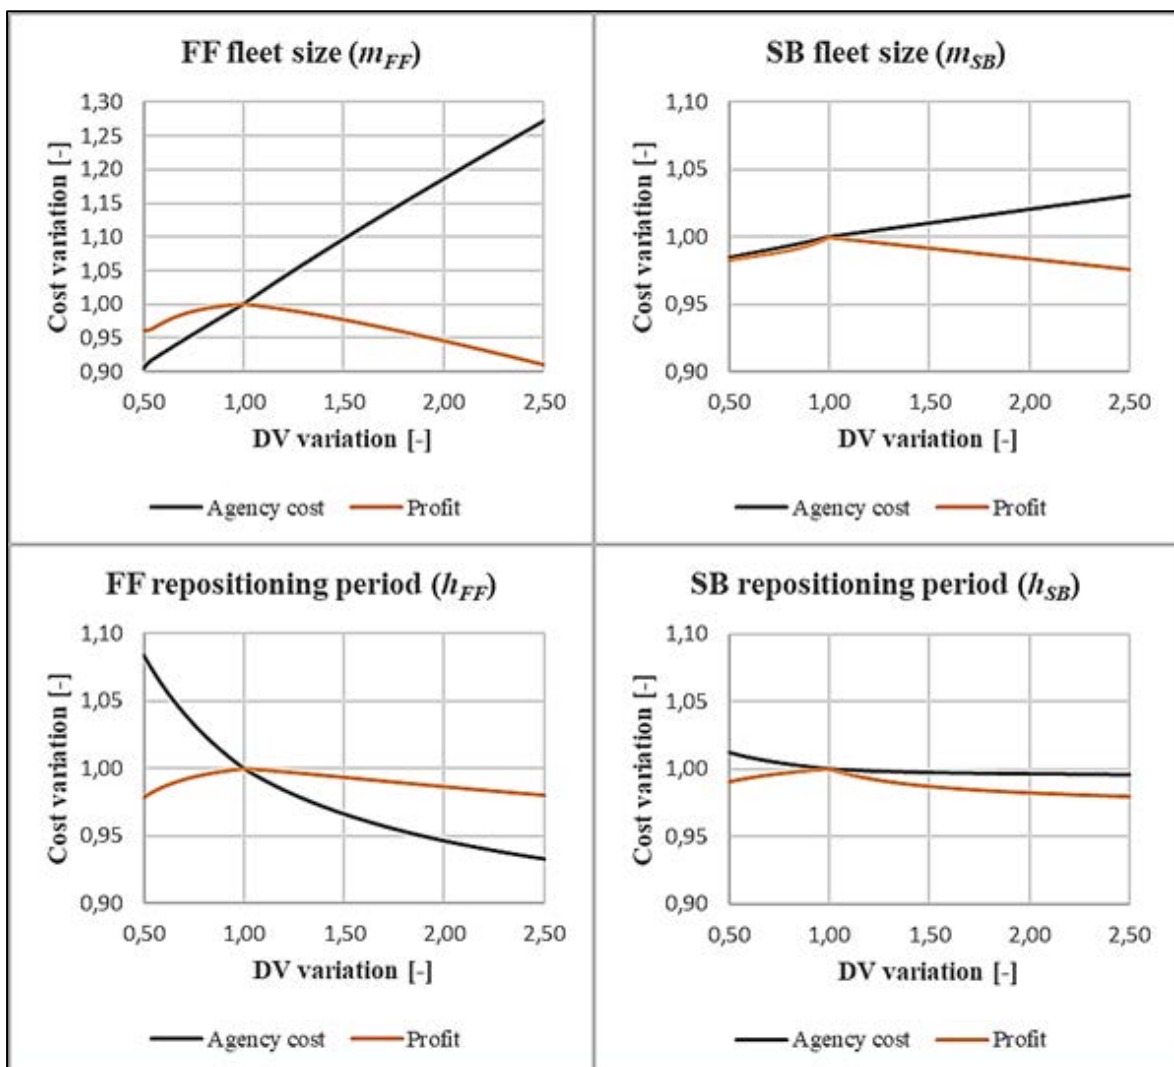 FF fleet size (m_FF)
Cost variation [-]
1,30
1,25
1,20
1,15
1,10
1,05
1,00
0,95
0,90
0,50 1,00 1,50 2,00 2,50
DV variation [-]
Agency cost Profit
SB fleet size (m_SB)
Cost variation [-]
1,10
1,05
1,00
0,95
0,90
0,50 1,00 1,50 2,00 2,50
DV variation [-]
Agency cost Profit
FF repositioning period (h_FF)
Cost variation [-]
1,10
1,05
1,00
0,95
0,90
0,50 1,00 1,50 2,00 2,50
DV variation [-]
Agency cost Profit
SB repositioning period (h_SB)
Cost variation [-]
1,10
1,05
1,00
0,95
0,90
0,50 1,00 1,50 2,00 2,50
DV variation [-]
Agency cost Profit